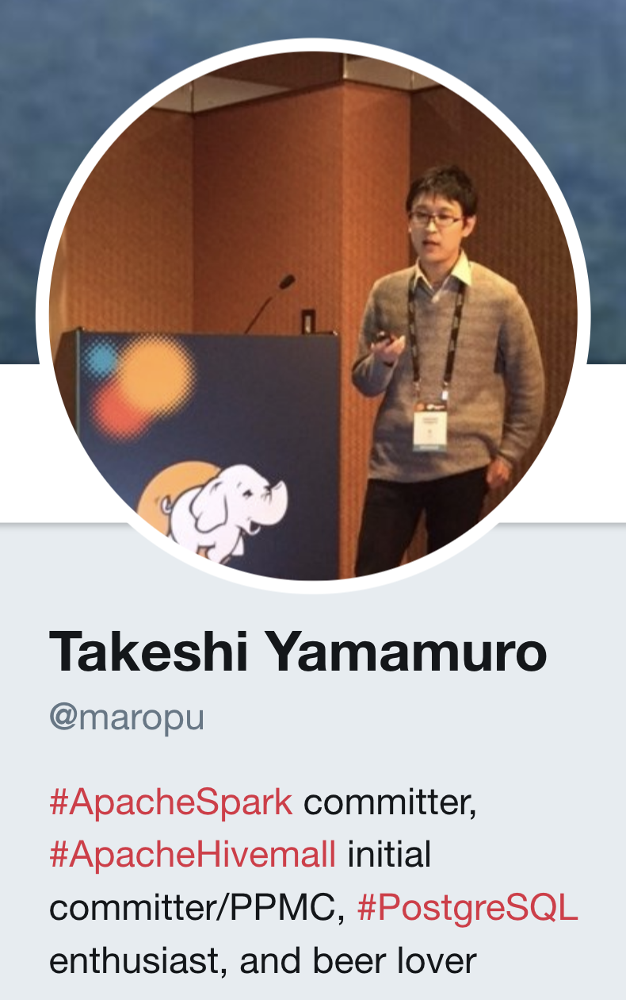 Takeshi Yamamuro
@maropu
#ApacheSpark committer,
#ApacheHivemall initial
committer/PPMC, #PostgreSQL
enthusiast, and beer lover